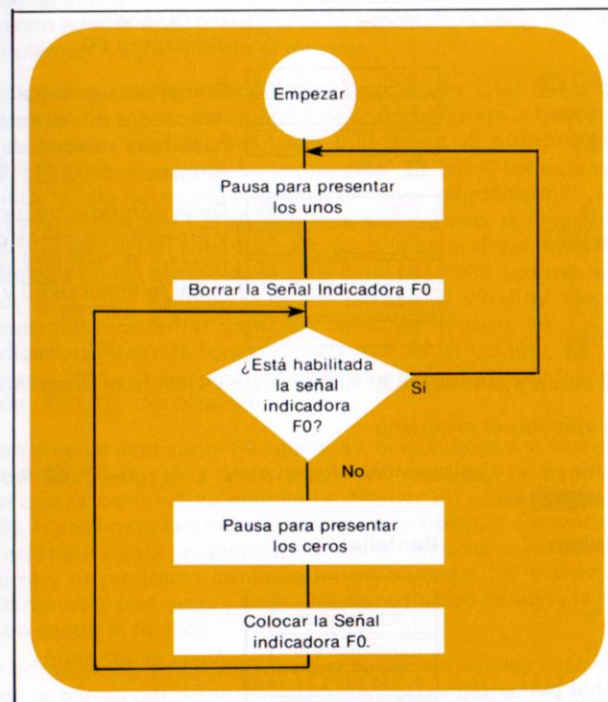 Empezar
Pausa para presentar
los unos
Borrar la Señal Indicadora F0
¿Está habilitada
la señal
indicadora
F0?
Sí
No
Pausa para presentar
los ceros
Colocar la Señal
indicadora F0.